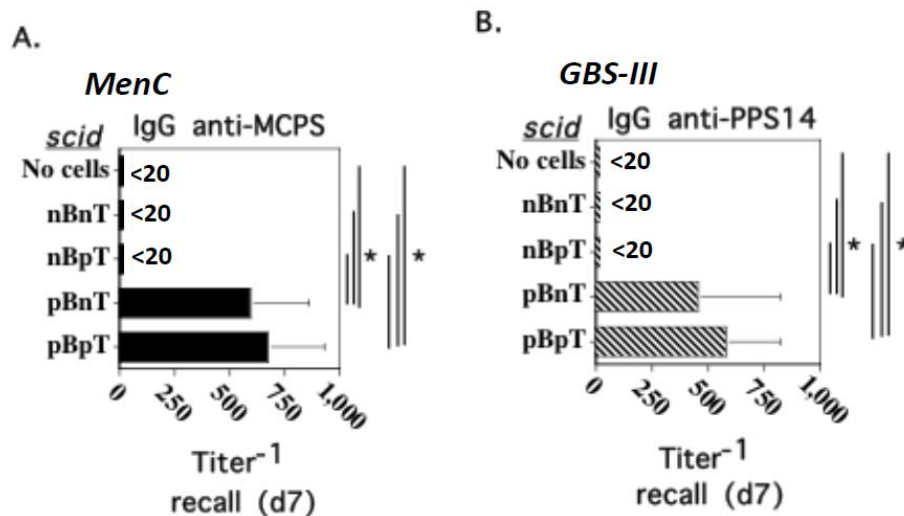 A.
MenC
scid IgG anti-MCPS
No cells <20
nBnT <20
nBpT <20
pBnT
pBpT
* *
0 250 500 750 1,000
Titer-1
recall (d7)
B.
GBS-III
scid IgG anti-PPS14
No cells <20
nBnT <20
nBpT <20
pBnT
pBpT
* *
0 250 500 750 1,000
Titer-1
recall (d7)